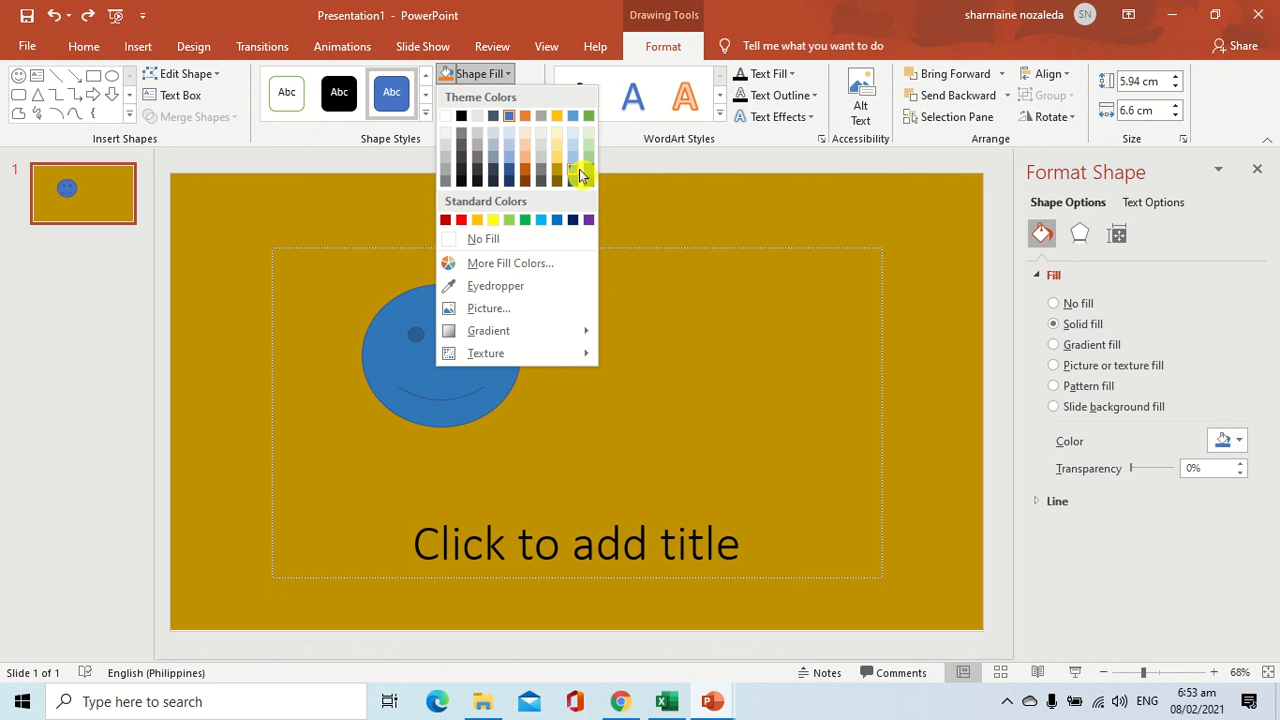 Presentation1 - PowerPoint
Drawing Tools
sharmaine nozaleda
SN
File
Home
Insert
Design
Transitions
Animations
Slide Show
Review
View
Help
Format
Tell me what you want to do
Share
Edit Shape
Text Box
Merge Shapes
Insert Shapes
Abc
Abc
Abc
Shape Styles
Shape Fill
A
A
Text Fill
Text Outline
Text Effects
WordArt Styles
Alt
Text
Accessibility
Bring Forward
Send Backward
Selection Pane
Align
Group
Arrange
5.94 cm
6.6 cm
Size
Theme Colors
Standard Colors
No Fill
More Fill Colors...
Eyedropper
Picture...
Gradient
Texture
1
Click to add title
Format Shape
Shape Options
Text Options
Fill
No fill
Solid fill
Gradient fill
Picture or texture fill
Pattern fill
Slide background fill
Color
Transparency
0%
Line
Slide 1 of 1
English (Philippines)
Notes
Comments
68%
Type here to search
ENG
6:53 am
08/02/2021